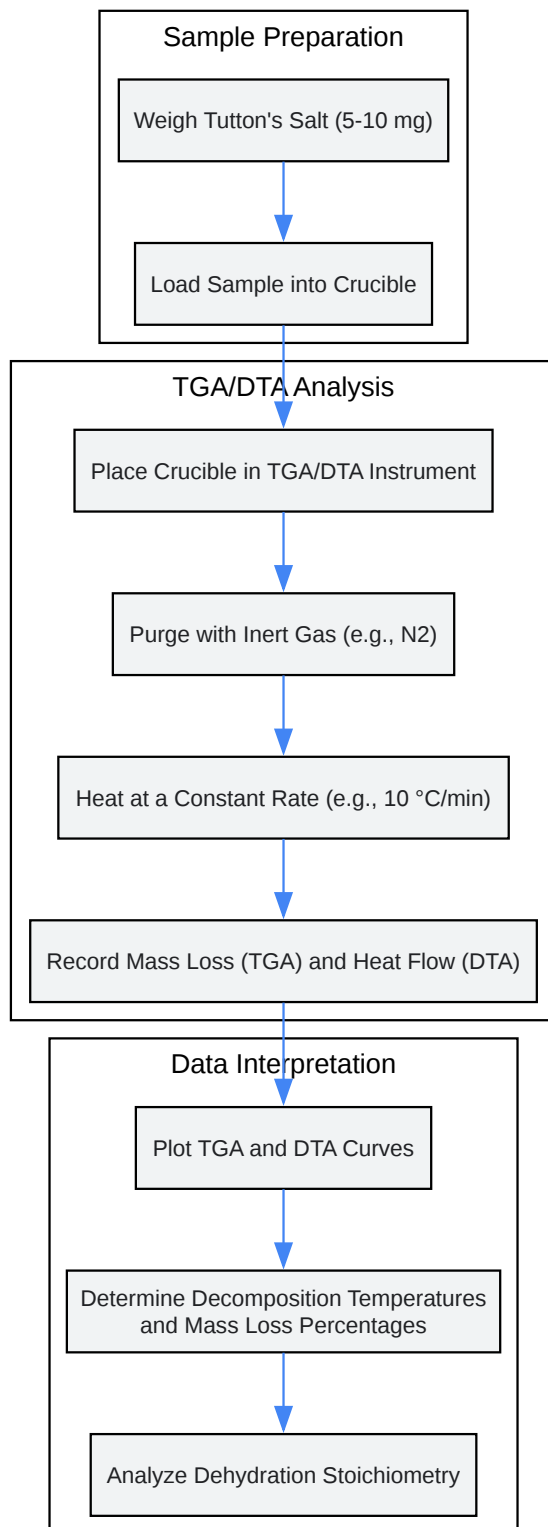 Sample Preparation
Weigh Tutton's Salt (5-10 mg)
Load Sample into Crucible
TGA/DTA Analysis
Place Crucible in TGA/DTA Instrument
Purge with Inert Gas (e.g., N2)
Heat at a Constant Rate (e.g., 10 °C/min)
Record Mass Loss (TGA) and Heat Flow (DTA)
Data Interpretation
Plot TGA and DTA Curves
Determine Decomposition Temperatures
and Mass Loss Percentages
Analyze Dehydration Stoichiometry